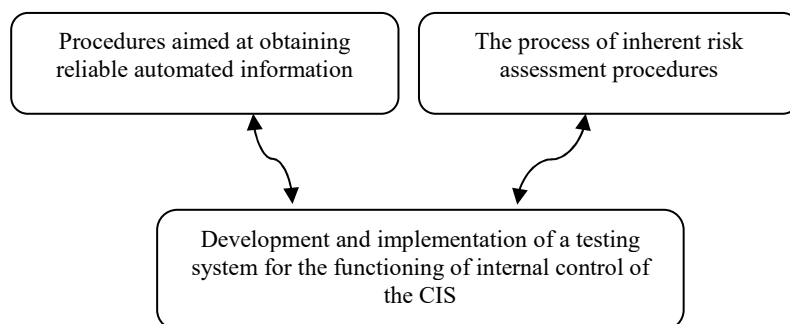 Procedures aimed at obtaining
reliable automated information
The process of inherent risk
assessment procedures
Development and implementation of a testing
system for the functioning of internal control of
the CIS